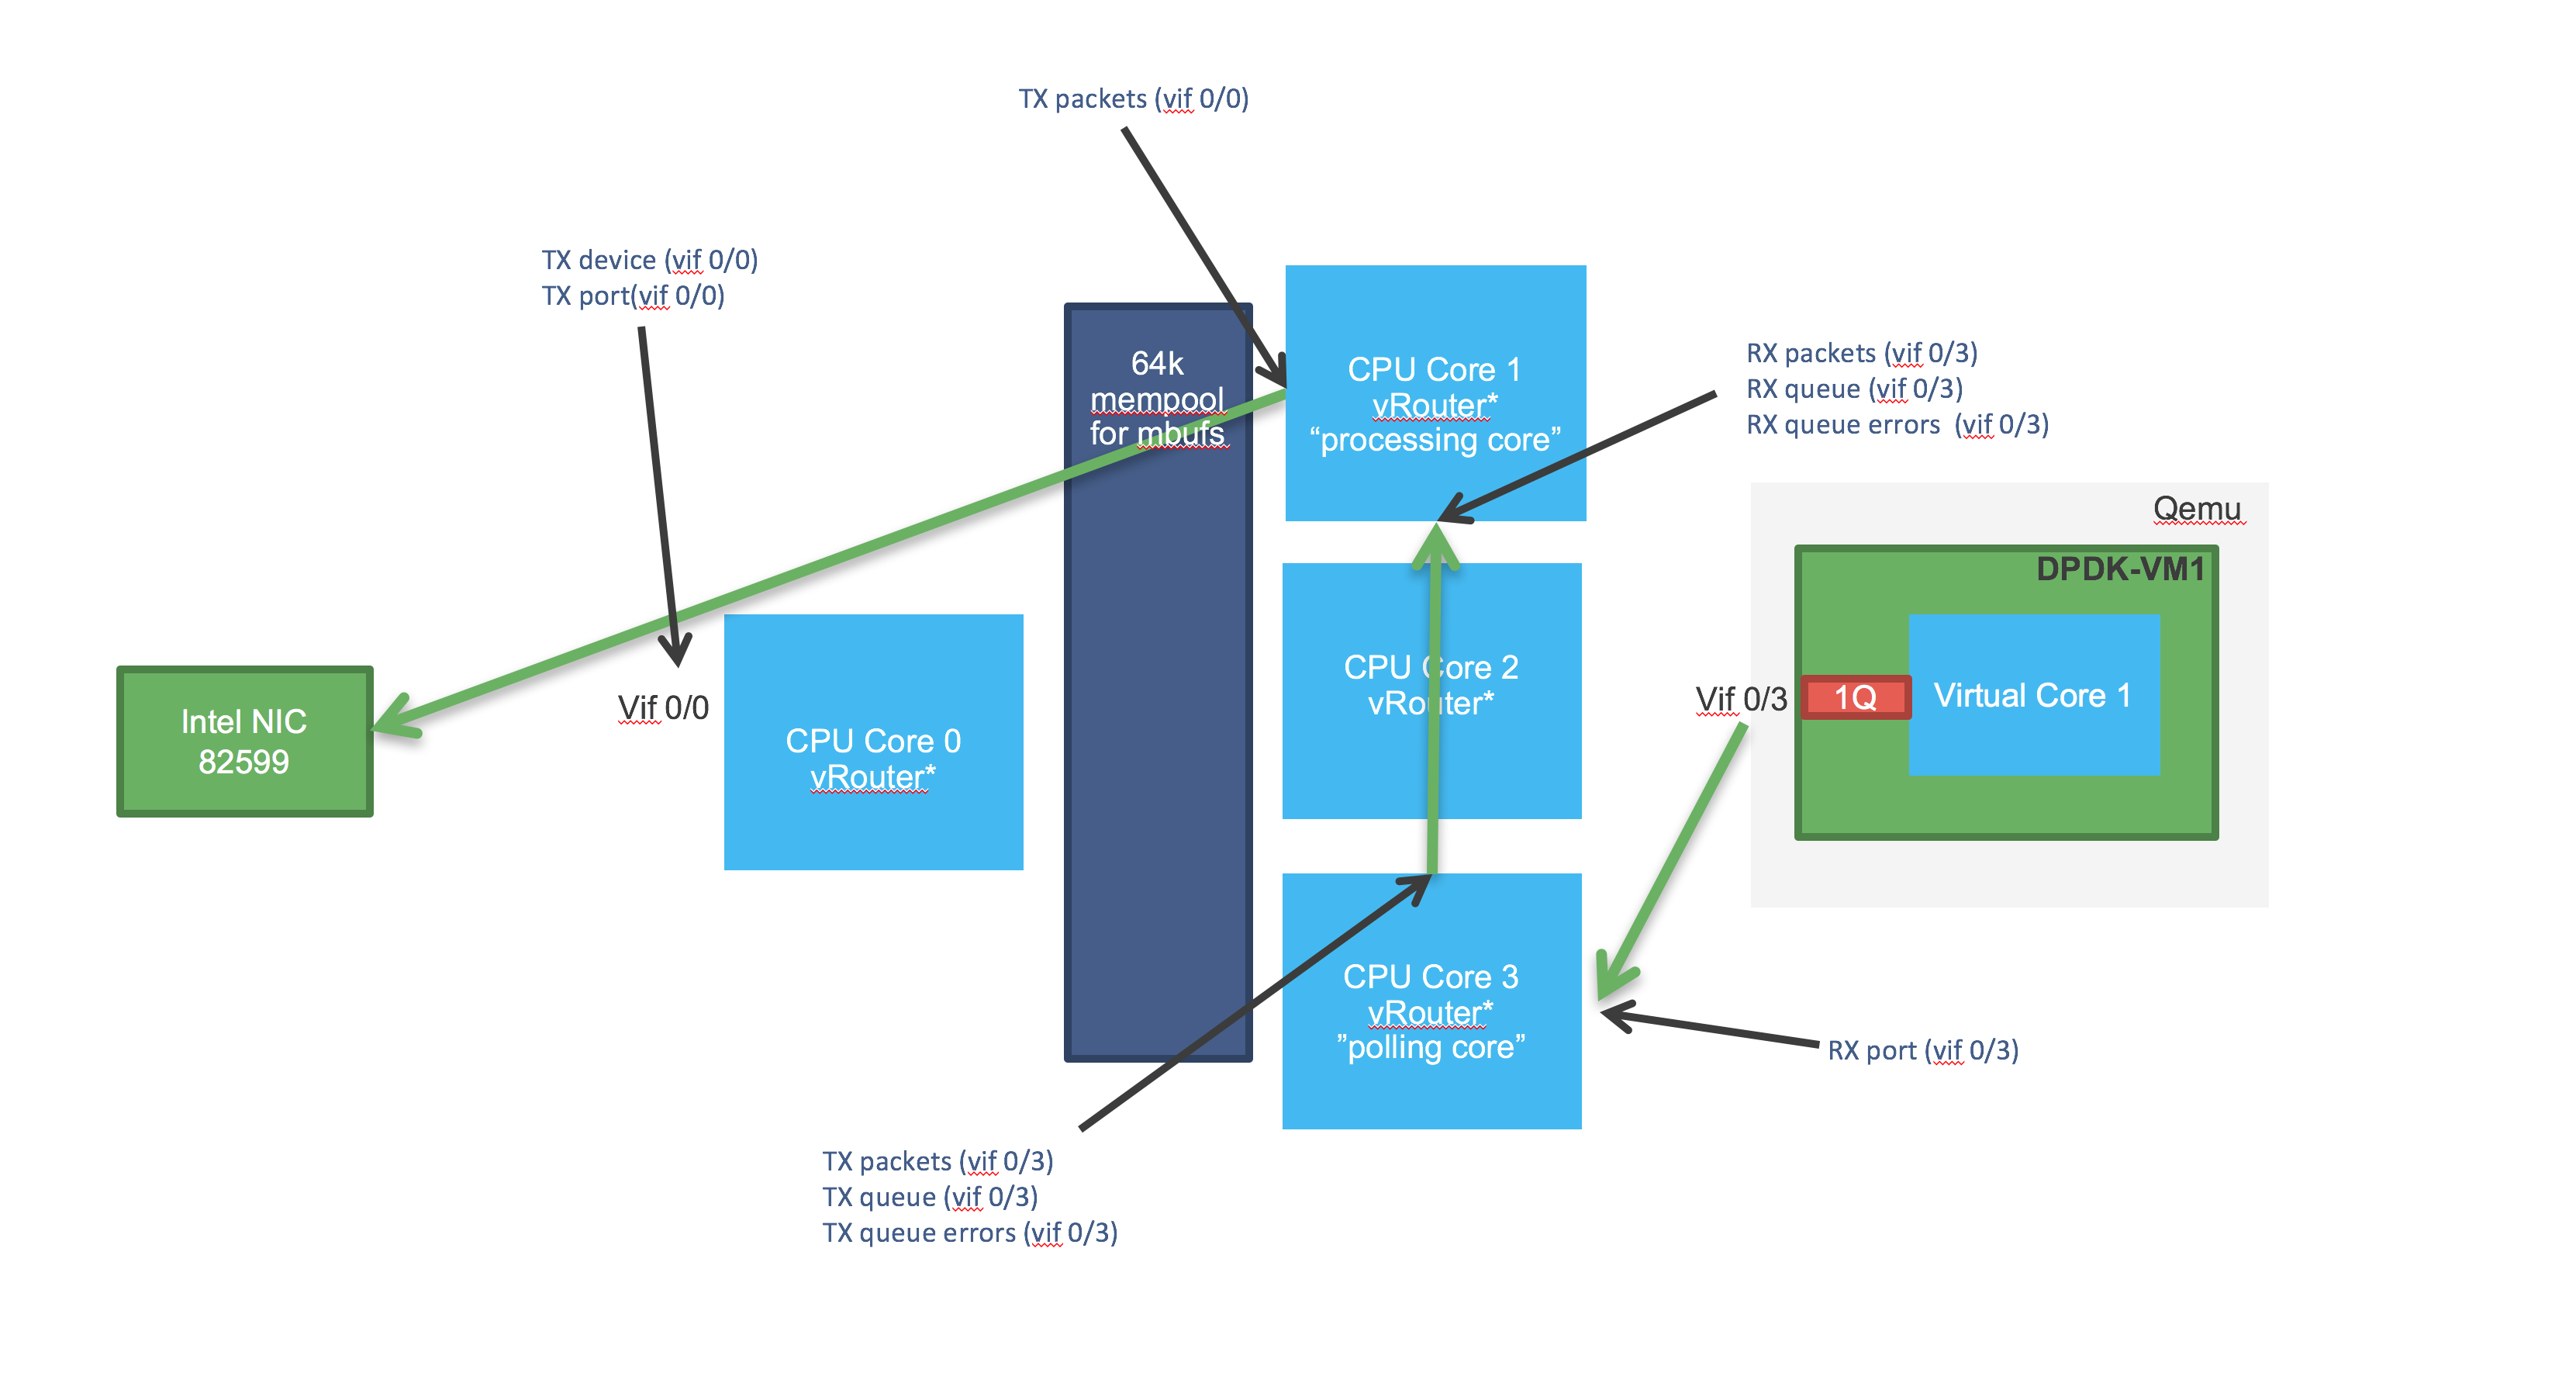 TX packets (vif 0/0)
TX device (vif 0/0)
TX port(vif 0/0)
64k
mempool
for mbufs
CPU Core 1
vRouter*
“processing core”
RX packets (vif 0/3)
RX queue (vif 0/3)
RX queue errors  (vif 0/3)
Qemu
DPDK-VM1
Vif 0/3
1Q
Virtual Core 1
CPU Core 2
vRouter*
Vif 0/0
Intel NIC
82599
CPU Core 0
vRouter*
CPU Core 3
vRouter*
”polling core”
RX port (vif 0/3)
TX packets (vif 0/3)
TX queue (vif 0/3)
TX queue errors (vif 0/3)